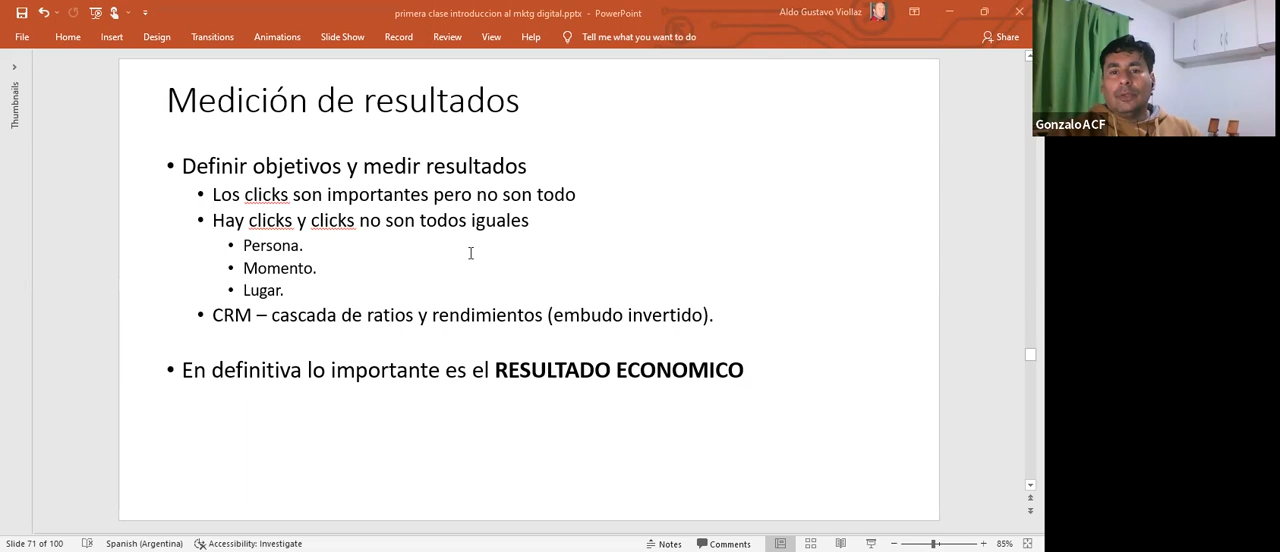 primera clase introduccion al mktg digital.pptx - PowerPoint
Aldo Gustavo Viollaz
File Home Insert Design Transitions Animations Slide Show Record Review View Help Tell me what you want to do Share
GonzaloACF
Thumbnails
Medición de resultados
• Definir objetivos y medir resultados
• Los clicks son importantes pero no son todo
• Hay clicks y clicks no son todos iguales
• Persona.
• Momento.
• Lugar.
• CRM – cascada de ratios y rendimientos (embudo invertido).
• En definitiva lo importante es el RESULTADO ECONOMICO
Slide 71 of 100 Spanish (Argentina) Accessibility: Investigate Notes Comments 85%